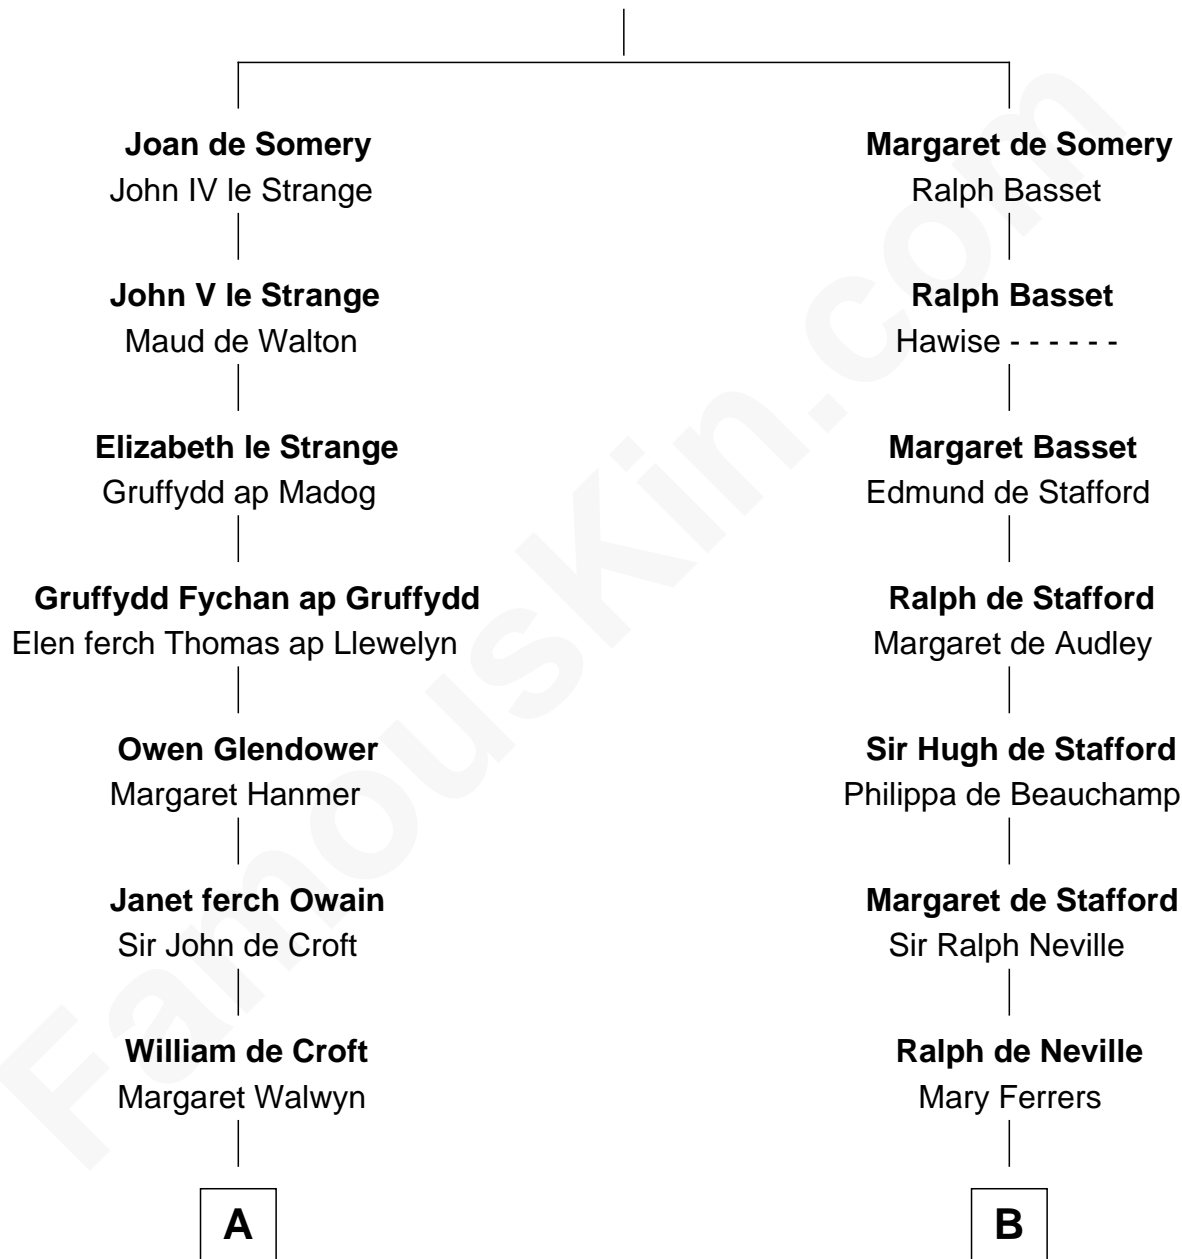 Joan de Somery
John IV le Strange
John V le Strange
Maud de Walton
Elizabeth le Strange
Gruffydd ap Madog
Gruffydd Fychan ap Gruffydd
Elen ferch Thomas ap Llewelyn
Owen Glendower
Margaret Hanmer
Janet ferch Owain
Sir John de Croft
William de Croft
Margaret Walwyn
A
Margaret de Somery
Ralph Basset
Ralph Basset
Hawise - - - - - -
Margaret Basset
Edmund de Stafford
Ralph de Stafford
Margaret de Audley
Sir Hugh de Stafford
Philippa de Beauchamp
Margaret de Stafford
Sir Ralph Neville
Ralph de Neville
Mary Ferrers
B
FamousKin.com